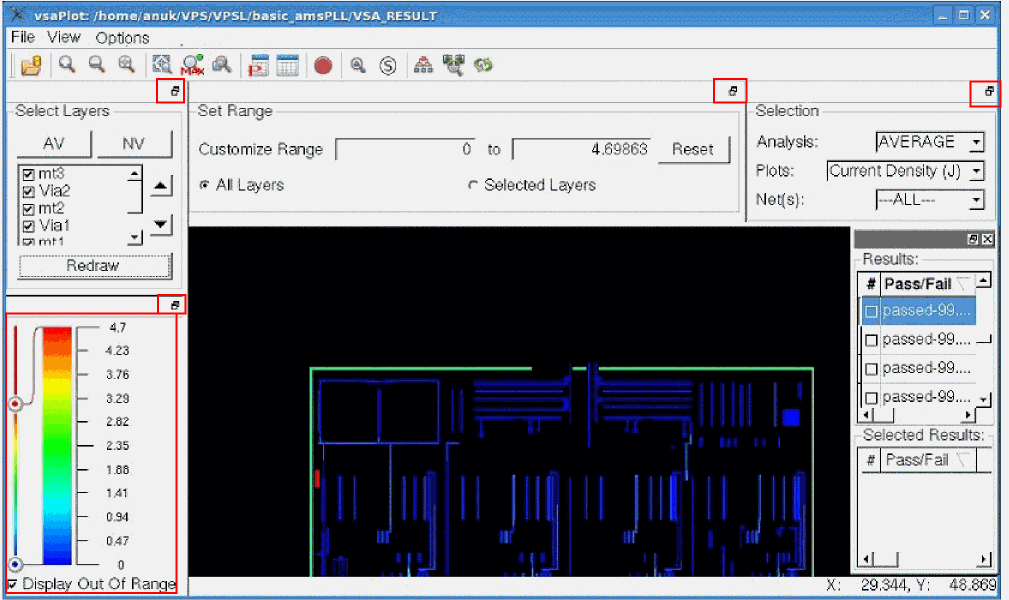 vsaPlot: /home/anuk/VPS/VPSL/basic_amsPLL/VSA_RESULT
File View Options
MAX
Select Layers
AV NV
mt3
Via2
mt2
Via1
mt1
Redraw
Set Range
Customize Range 0 to 4.69863 Reset
All Layers Selected Layers
Selection
Analysis: AVERAGE
Plots: Current Density (J)
Net(s): ---ALL---
4.7
4.23
3.76
3.29
2.82
2.35
1.88
1.41
0.94
0.47
0
Display Out Of Range
Results:
# Pass/Fail
passed-99....
passed-99....
passed-99....
passed-99....
Selected Results:
# Pass/Fail
X: 29.344, Y: 48.869